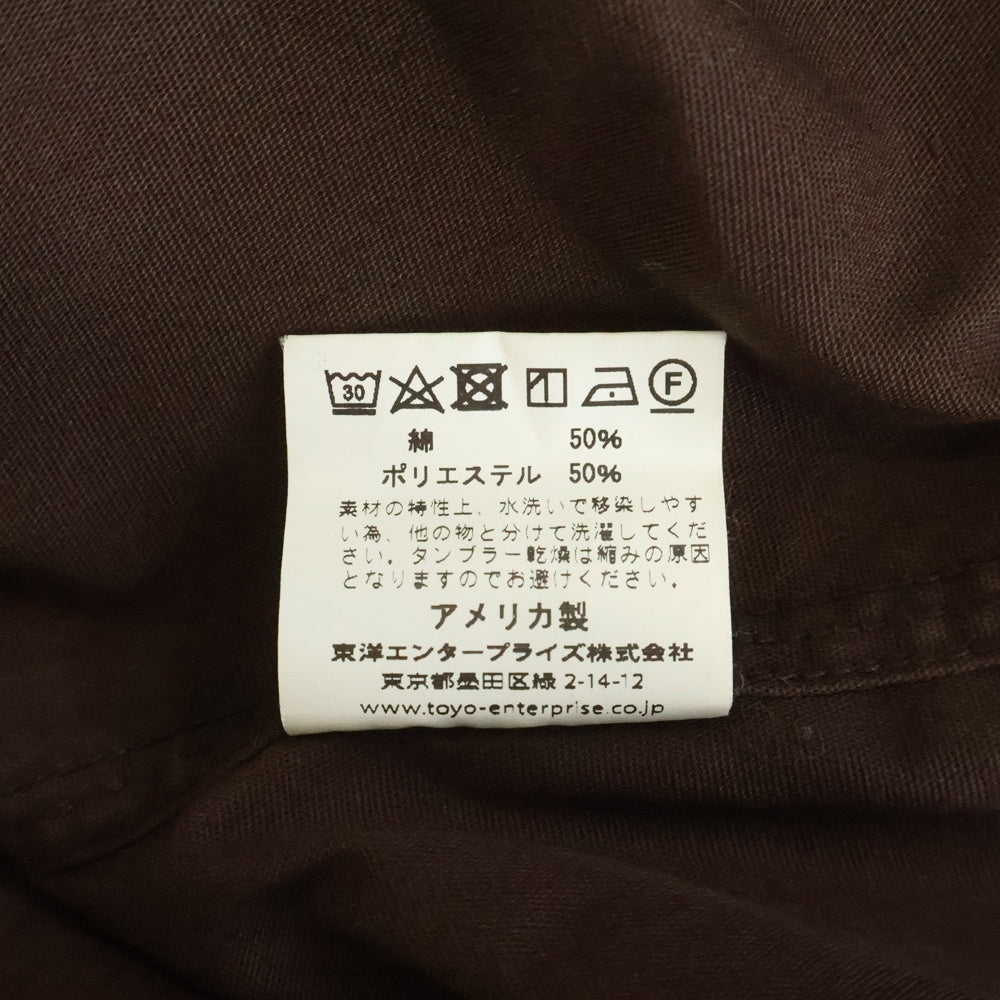 30 F
綿 50%
ポリエステル 50%
素材の特性上、水洗いで移染しやす
い為、他の物と分けて洗濯してくだ
さい。タンブラー乾燥は縮みの原因
となりますのでお避けください。
アメリカ製
東洋エンタープライズ株式会社
東京都墨田区緑 2-14-12
www.toyo-enterprise.co.jp